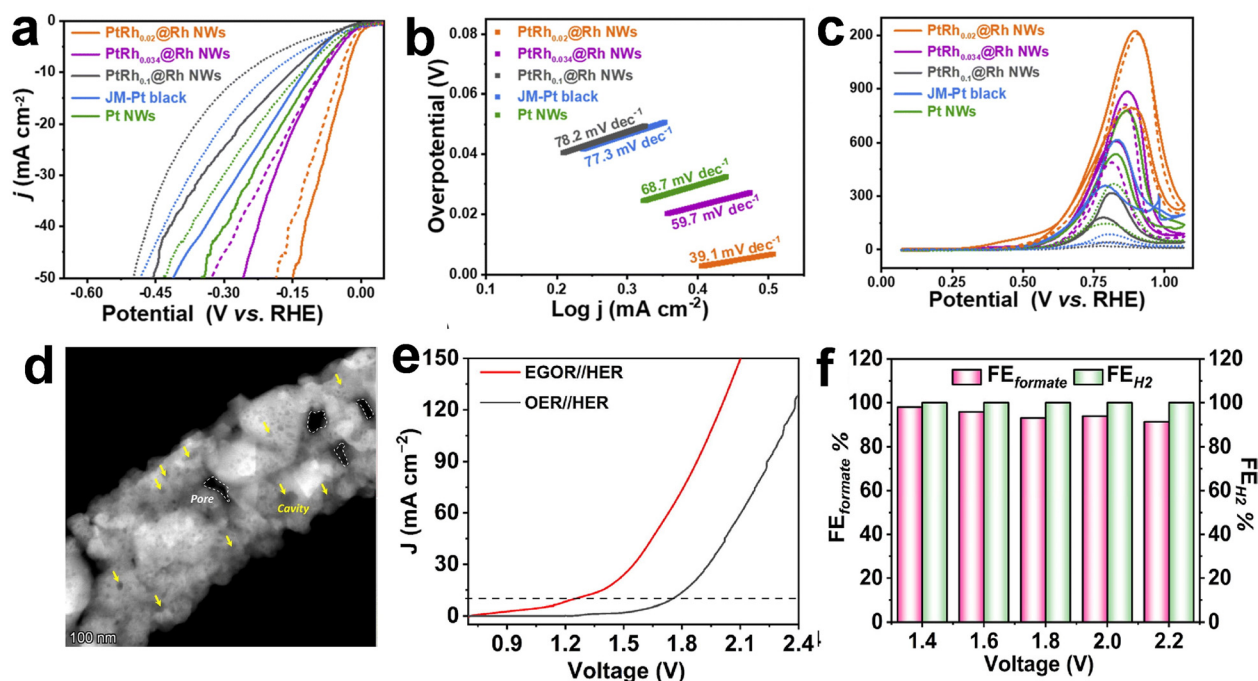 a
0
-10
-20
-30
-40
-50
j (mA cm⁻²)
PtRh₀.₀₂@Rh NWs
PtRh₀.₀₃₄@Rh NWs
PtRh₀.₁@Rh NWs
JM-Pt black
Pt NWs
-0.60 -0.45 -0.30 -0.15 0.00
Potential (V vs. RHE)
b
0.08
0.06
0.04
0.02
0.00
Overpotential (V)
PtRh₀.₀₂@Rh NWs
PtRh₀.₀₃₄@Rh NWs
PtRh₀.₁@Rh NWs
JM-Pt black
Pt NWs
78.2 mV dec⁻¹
77.3 mV dec⁻¹
68.7 mV dec⁻¹
59.7 mV dec⁻¹
39.1 mV dec⁻¹
0.1 0.2 0.3 0.4 0.5
Log j (mA cm⁻²)
c
200
900
600
300
0
PtRh₀.₀₂@Rh NWs
PtRh₀.₀₃₄@Rh NWs
PtRh₀.₁@Rh NWs
JM-Pt black
Pt NWs
0.00 0.25 0.50 0.75 1.00
Potential (V vs. RHE)
d
Pore
Cavity
100 nm
e
150
120
90
60
30
0
J (mA cm⁻²)
EGOR//HER
OER//HER
0.9 1.2 1.5 1.8 2.1 2.4
Voltage (V)
f
120
100
80
60
40
20
0
FEformate %
FEformate FEH2
1.4 1.6 1.8 2.0 2.2
Voltage (V)
120
100
80
60
40
20
0
FEH2 %